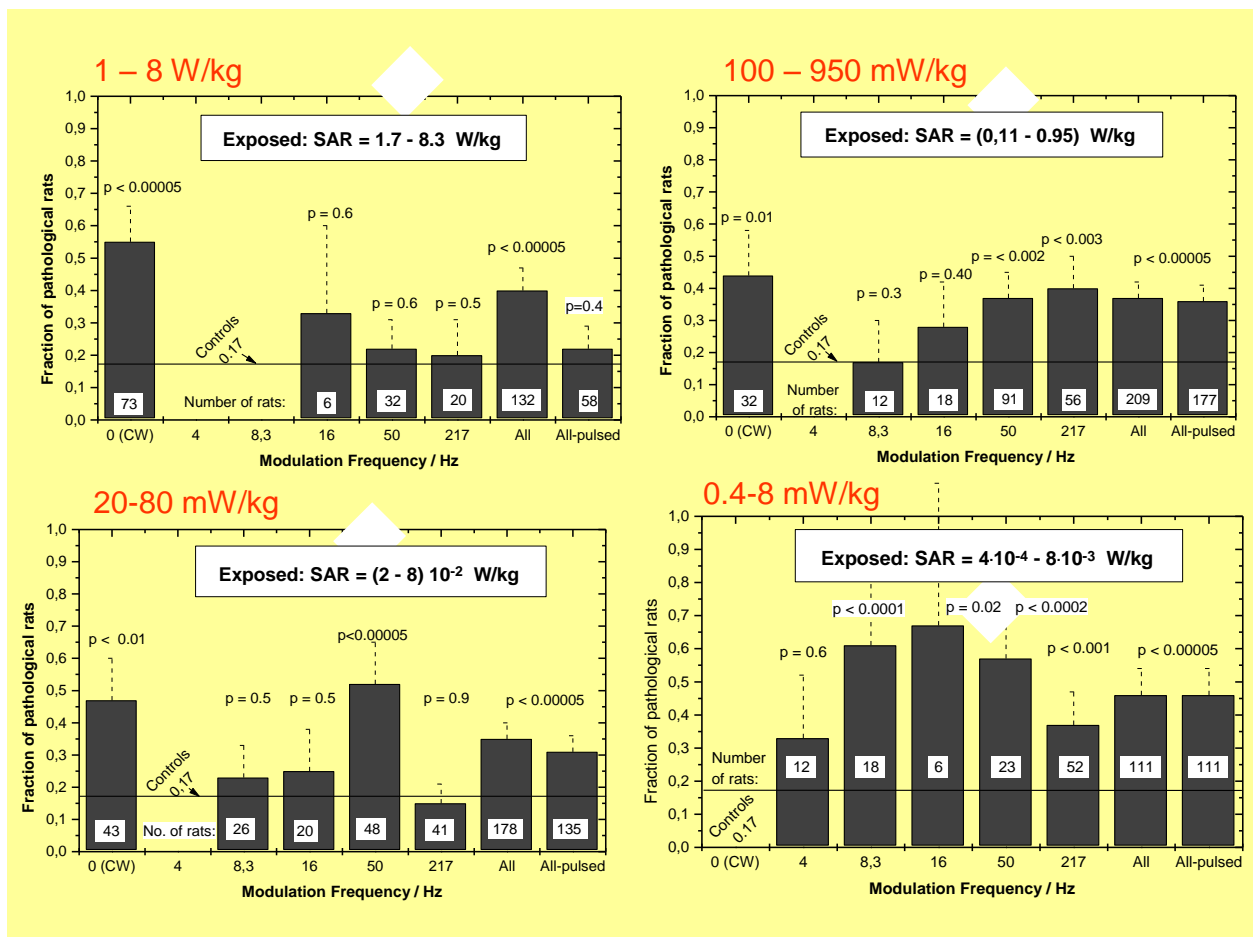 1 – 8 W/kg
1,0
0,9
0,8
0,7
0,6
0,5
0,4
0,3
0,2
0,1
0,0
Fraction of pathological rats
Exposed: SAR = 1.7 - 8.3 W/kg
p < 0.00005
p = 0.6
p = 0.6
p = 0.5
p < 0.00005
p=0.4
Controls
0.17
73
Number of rats:
6
32
20
132
58
0 (CW) 4 8,3 16 50 217 All All-pulsed
Modulation Frequency / Hz
100 – 950 mW/kg
1,0
0,9
0,8
0,7
0,6
0,5
0,4
0,3
0,2
0,1
0,0
Fraction of pathological rats
Exposed: SAR = (0,11 - 0.95) W/kg
p = 0.01
p = 0.3
p = 0.40
p = < 0.002
p < 0.003
p < 0.00005
Controls
0.17
32
Number
of rats:
12
18
91
56
209
177
0 (CW) 4 8,3 16 50 217 All All-pulsed
Modulation Frequency / Hz
20-80 mW/kg
1,0
0,9
0,8
0,7
0,6
0,5
0,4
0,3
0,2
0,1
0,0
Fraction of pathological rats
Exposed: SAR = (2 - 8) 10-2 W/kg
p < 0.01
p = 0.5
p = 0.5
p<0.00005
p = 0.9
p < 0.00005
Controls
0,17
43
No. of rats:
26
20
48
41
178
135
0 (CW) 4 8,3 16 50 217 All All-pulsed
Modulation Frequency / Hz
0.4-8 mW/kg
1,0
0,9
0,8
0,7
0,6
0,5
0,4
0,3
0,2
0,1
0,0
Fraction of pathological rats
Exposed: SAR = 4·10-4 - 8·10-3 W/kg
p = 0.6
p < 0.0001
p = 0.02
p < 0.0002
p < 0.001
p < 0.00005
Number
of rats:
12
18
6
23
52
111
111
Controls
0.17
0 (CW) 4 8,3 16 50 217 All All-pulsed
Modulation Frequency / Hz